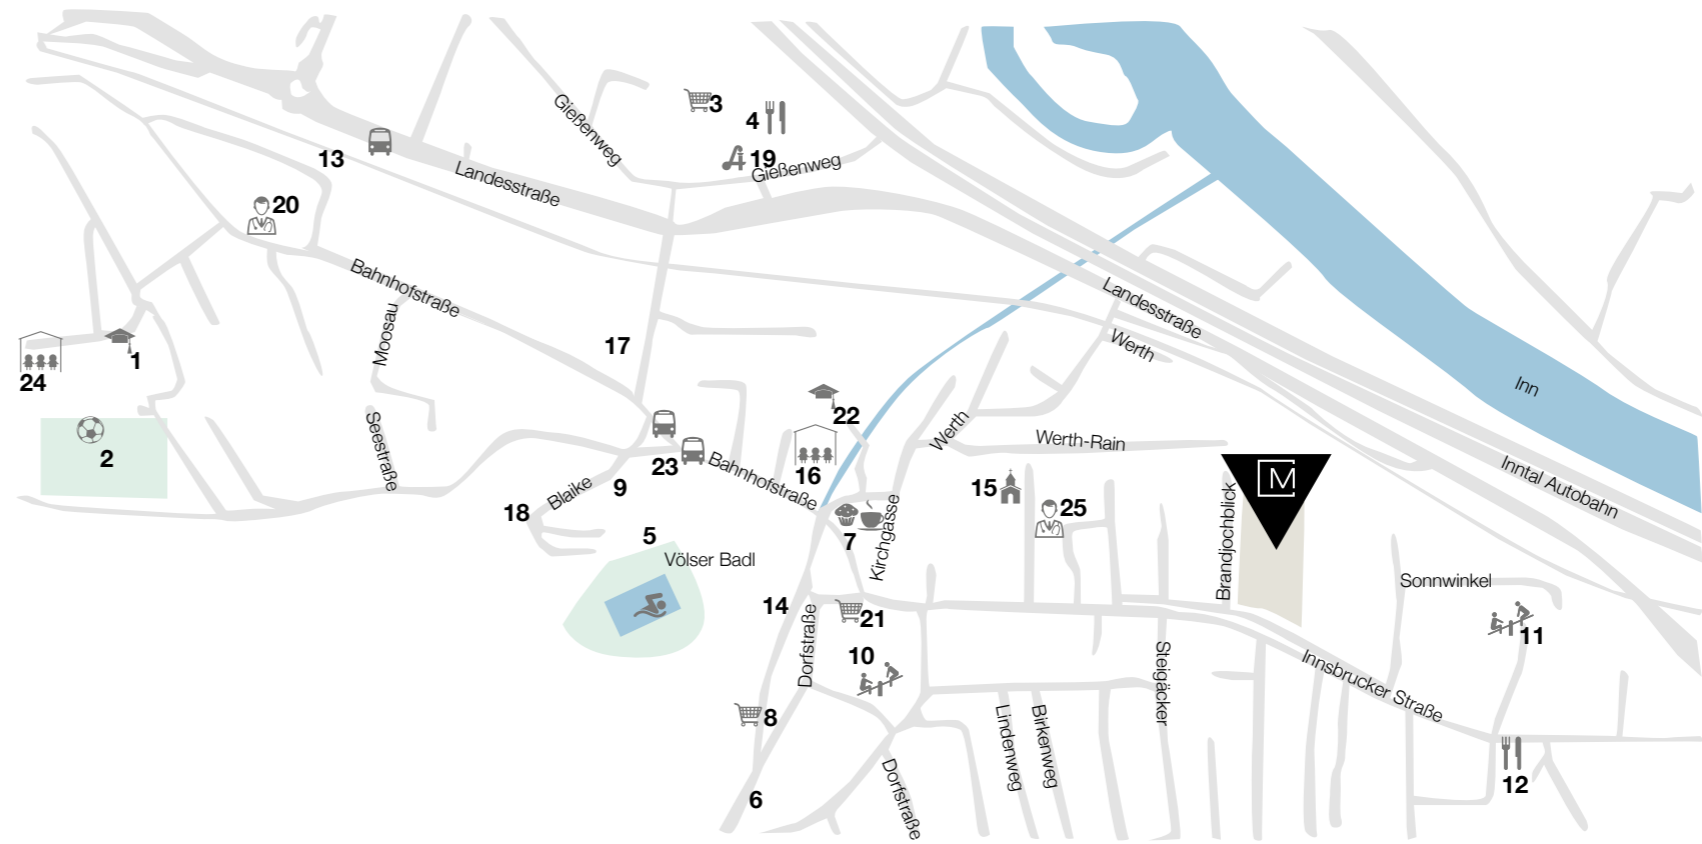 3
4
Gießenweg
13
19
Gießenweg
Landesstraße
20
Bahnhofstraße
Landesstraße
Moosau
17
Werth
1
24
Inn
22
Werth
Werth-Rain
Seestraße
2
23
Bahnhofstraße
16
M
Inntal Autobahn
15
9
Blaike
18
25
Kirchgasse
Brandjochblick
5
7
Völser Badl
Sonnwinkel
14
21
11
Dorfstraße
10
Steigäcker
Innsbrucker Straße
8
Lindenweg
Birkenweg
12
6
Dorfstraße